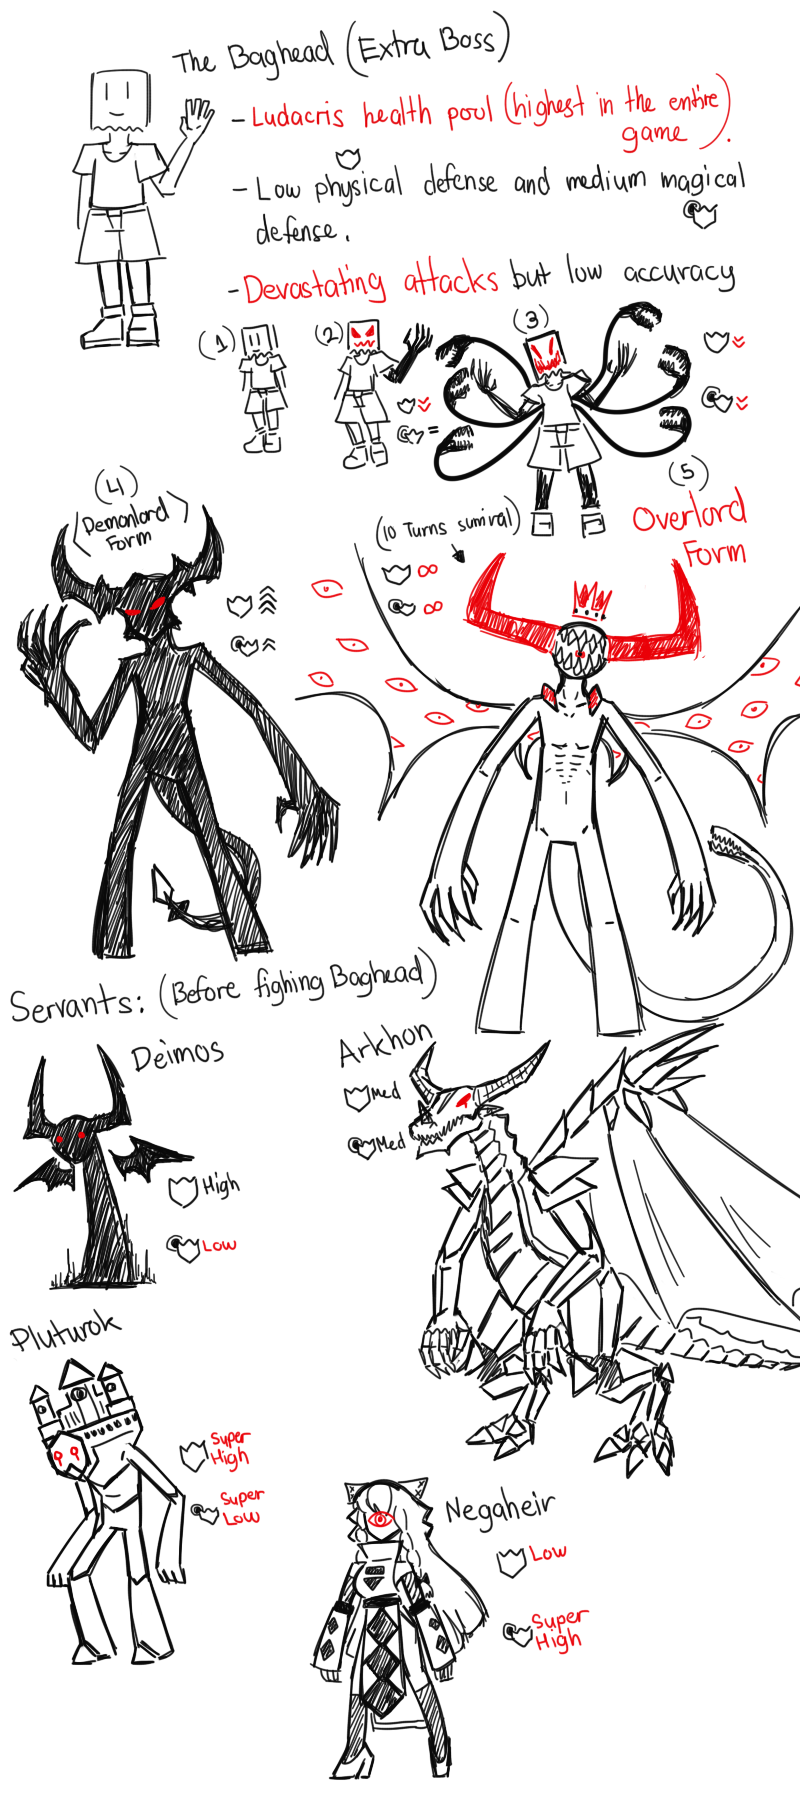 The Baghead (Extra Boss)
- Ludacris health pool (highest in the entire
game).
- Low physical defense and medium magical
defense.
- Devastating attacks but low accuracy
(1)
(2)
(3)
=
(4)
(Demonlord
Form)
(5)
Overlord
Form
(10 Turns survival)
∞
∞
Servants: (Before fighing Baghead)
Deimos
High
Low
Arkhon
Med
Med
Pluturok
Super
High
Super
Low
Negaheir
Low
Super
High